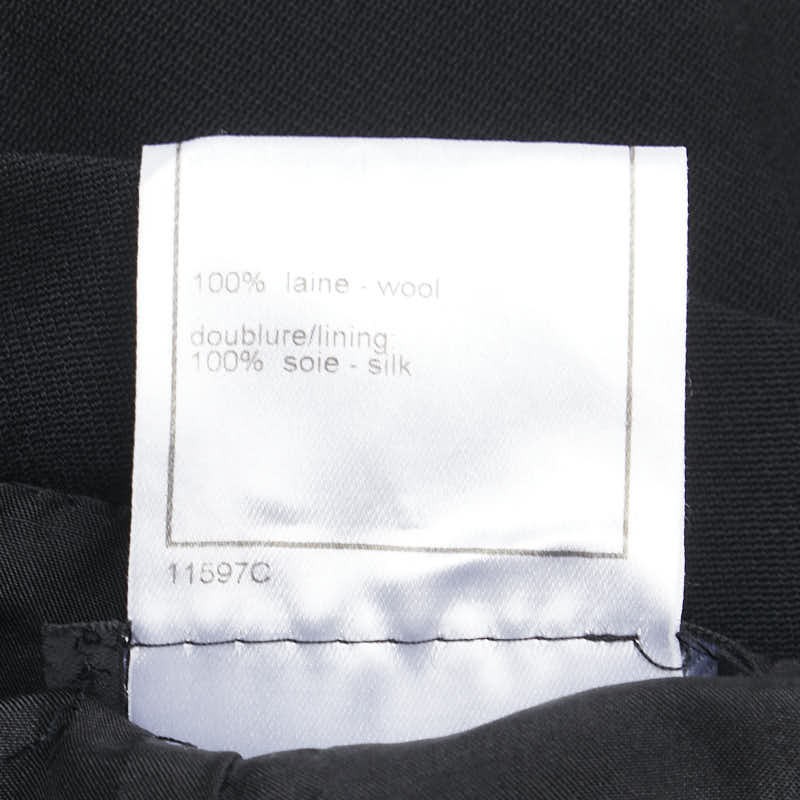 100% laine - wool
doublure/lining:
100% soie - silk
11597C